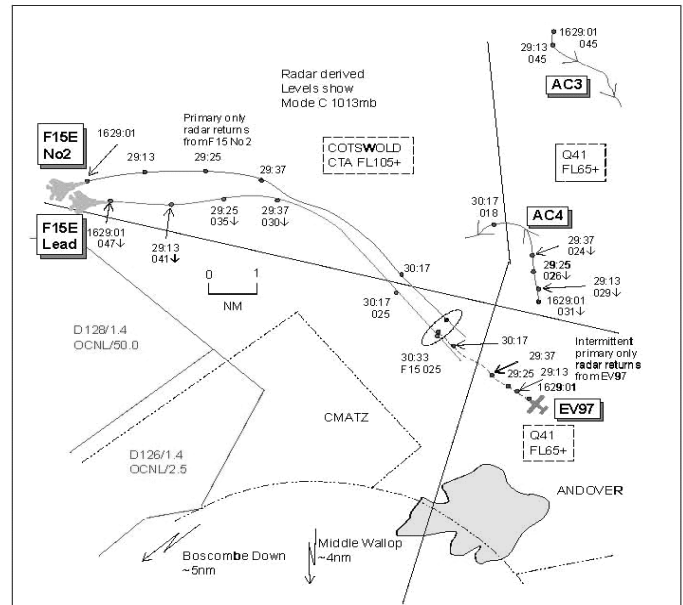 1629:01
045
29:13
045
AC3
Radar derived
Levels show
Mode C 1013mb
F15E
No2
1629:01
Primary only
radar returns
from F15 No2
29:13
29:25
29:37
COTSWOLD
CTA FL105+
Q41
FL65+
F15E
Lead
1629:01
047↓
29:13
041↓
29:25
035↓
29:37
030↓
30:17
018
AC4
29:37
024↓
29:25
026↓
29:13
029↓
1629:01
031↓
0 1
NM
30:17
30:17
025
30:17
30:33
F15 025
Intermittent
primary only
radar returns
from EV97
29:37
29:25
29:13
1629:01
EV97
D128/1.4
OCNL/50.0
CMATZ
Q41
FL65+
D126/1.4
OCNL/2.5
ANDOVER
Boscombe Down
~5nm
Middle Wallop
~4nm